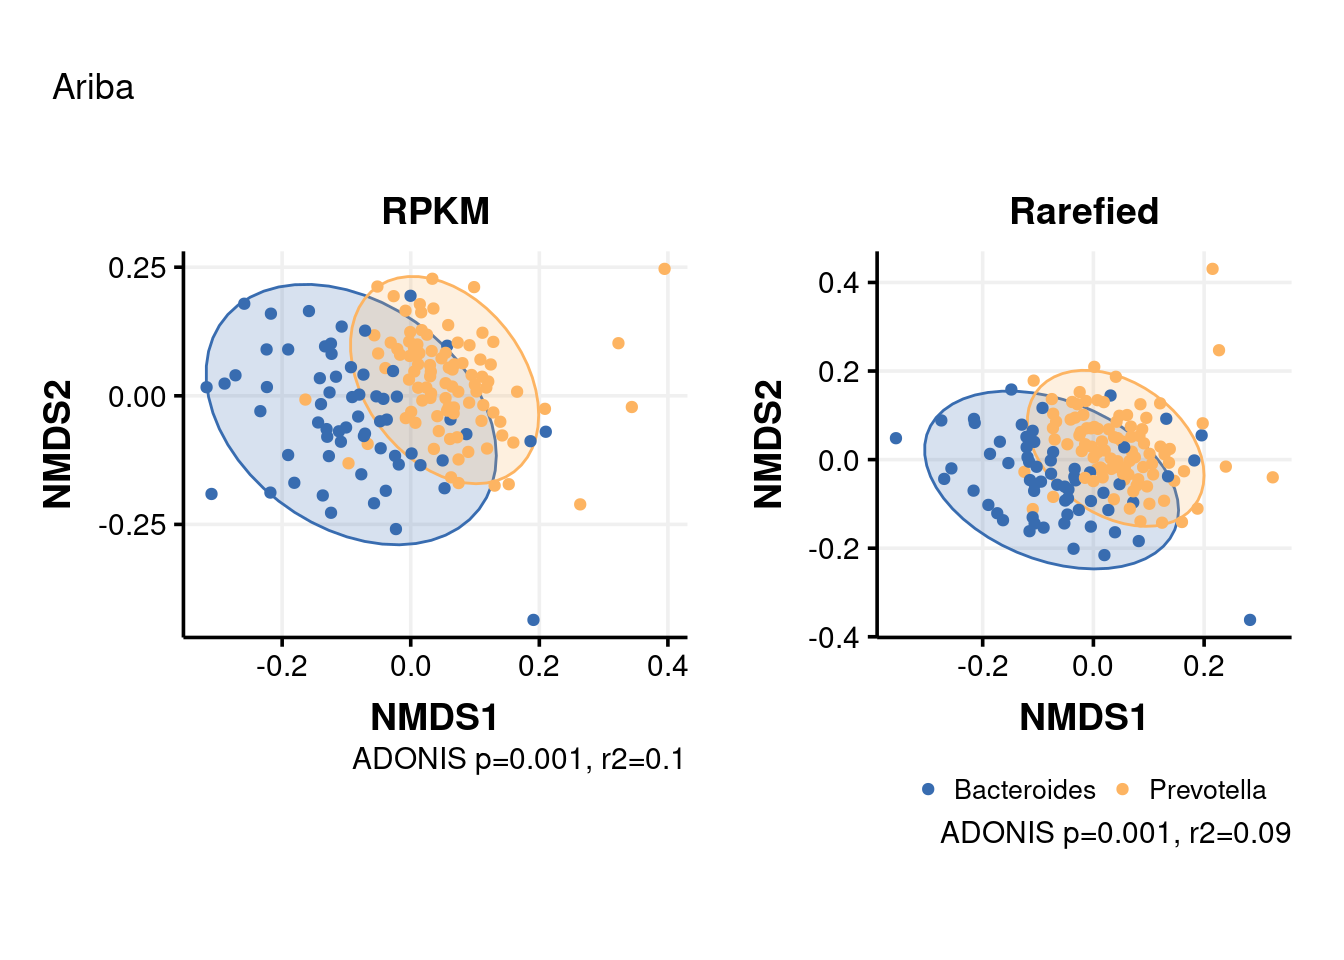 Ariba
RPKM
NMDS2
0.25
0.00
-0.25
-0.2
0.0
0.2
0.4
NMDS1
ADONIS p=0.001, r2=0.1
Rarefied
NMDS2
0.4
0.2
0.0
-0.2
-0.4
-0.2
0.0
0.2
NMDS1
Bacteroides
Prevotella
ADONIS p=0.001, r2=0.09